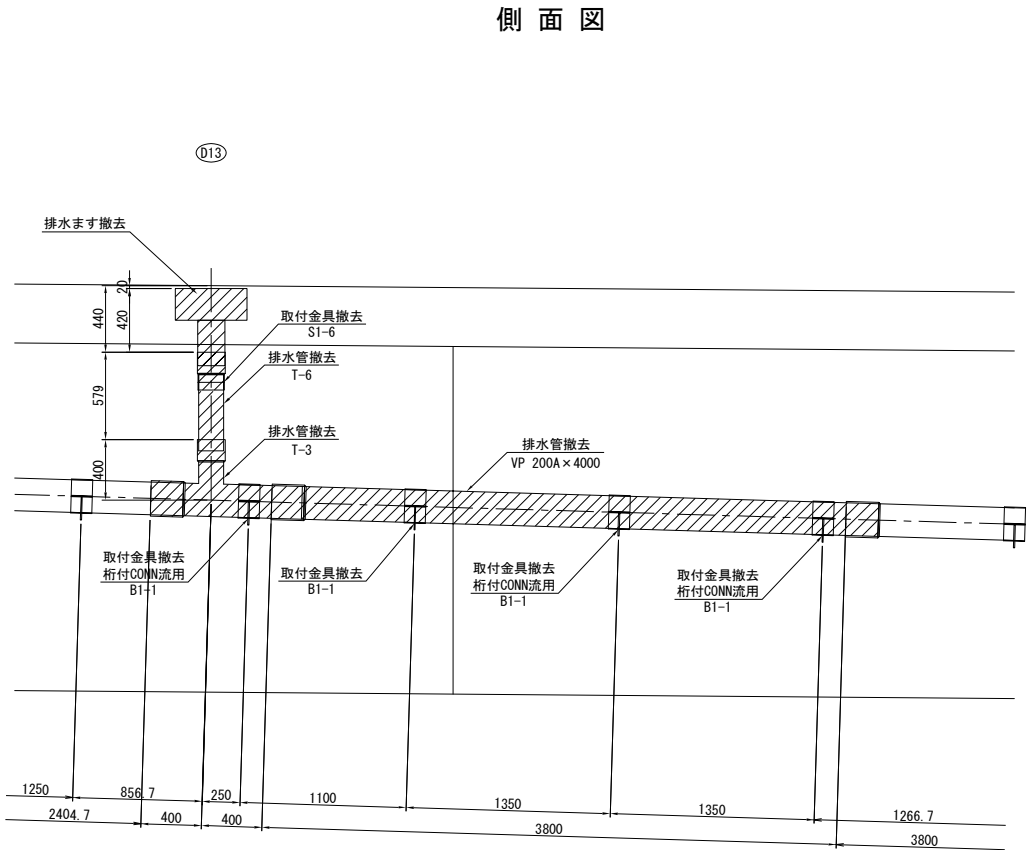 側面図
D13
排水ます撤去
20
440
420
取付金具撤去
S1-6
排水管撤去
T-6
579
排水管撤去
T-3
400
排水管撤去
VP 200A×4000
取付金具撤去
桁付CONN流用
B1-1
取付金具撤去
B1-1
取付金具撤去
桁付CONN流用
B1-1
取付金具撤去
桁付CONN流用
B1-1
1250
856.7
250
1100
1350
1350
1266.7
2404.7
400
400
3800
3800